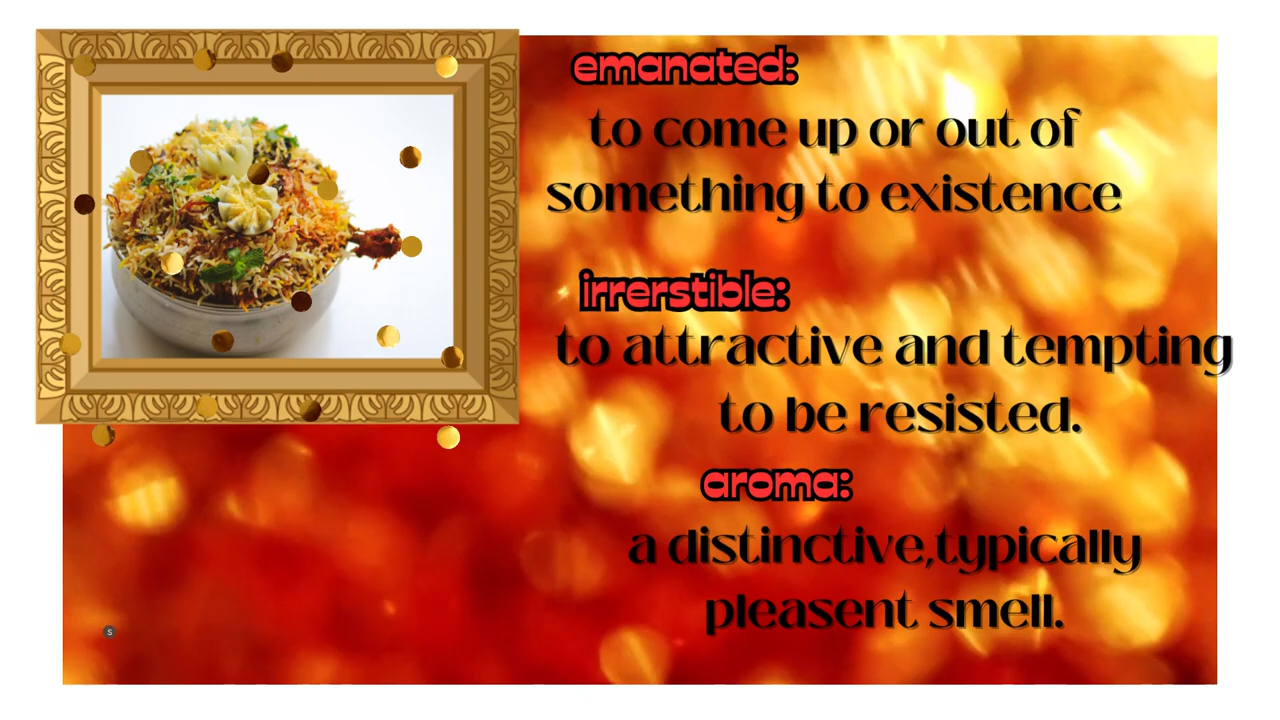 emanated:
to come up or out of
something to existence
irrerstible:
to attractive and tempting
to be resisted.
aroma:
a distinctive,typically
pleasent smell.
S